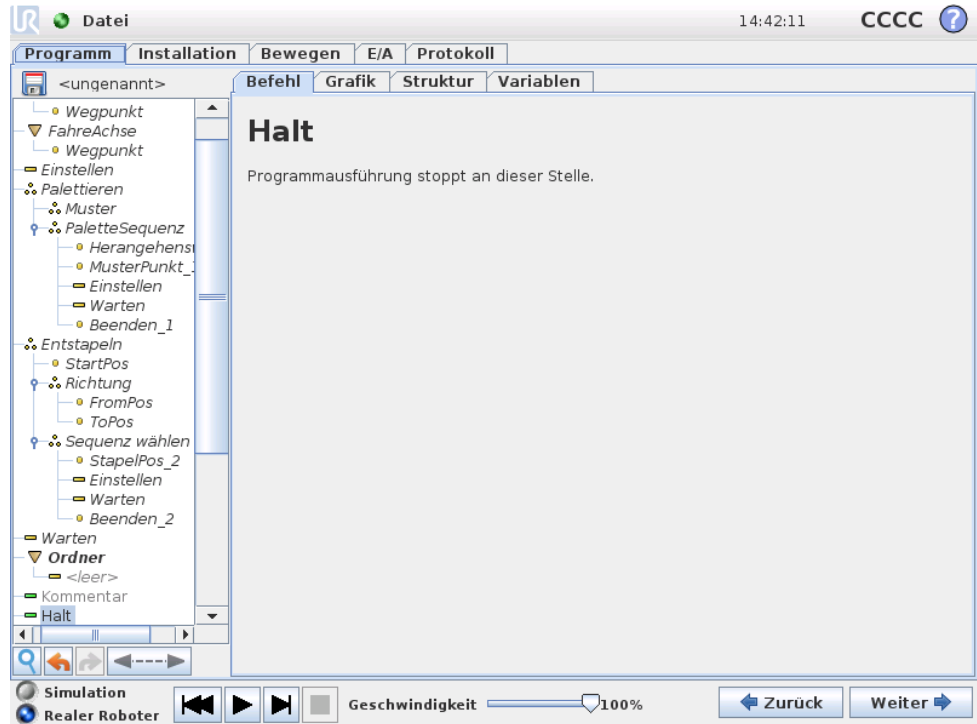 UR Datei 14:42:11 CCCC ?
Programm Installation Bewegen E/A Protokoll
<ungenannt>
Befehl Grafik Struktur Variablen
Wegpunkt
FahreAchse
Wegpunkt
Einstellen
Palettieren
Muster
PaletteSequenz
MusterPunkt_
Einstellen
Warten
Beenden_1
Entstapeln
StartPos
Richtung
FromPos
ToPos
Sequenz wählen
StapelPos_2
Einstellen
Warten
Beenden_2
Warten
Ordner
<leer>
Kommentar
Halt
Halt
Programmausführung stoppt an dieser Stelle.
Simulation
Realer Roboter
Geschwindigkeit 100%
Zurück Weiter